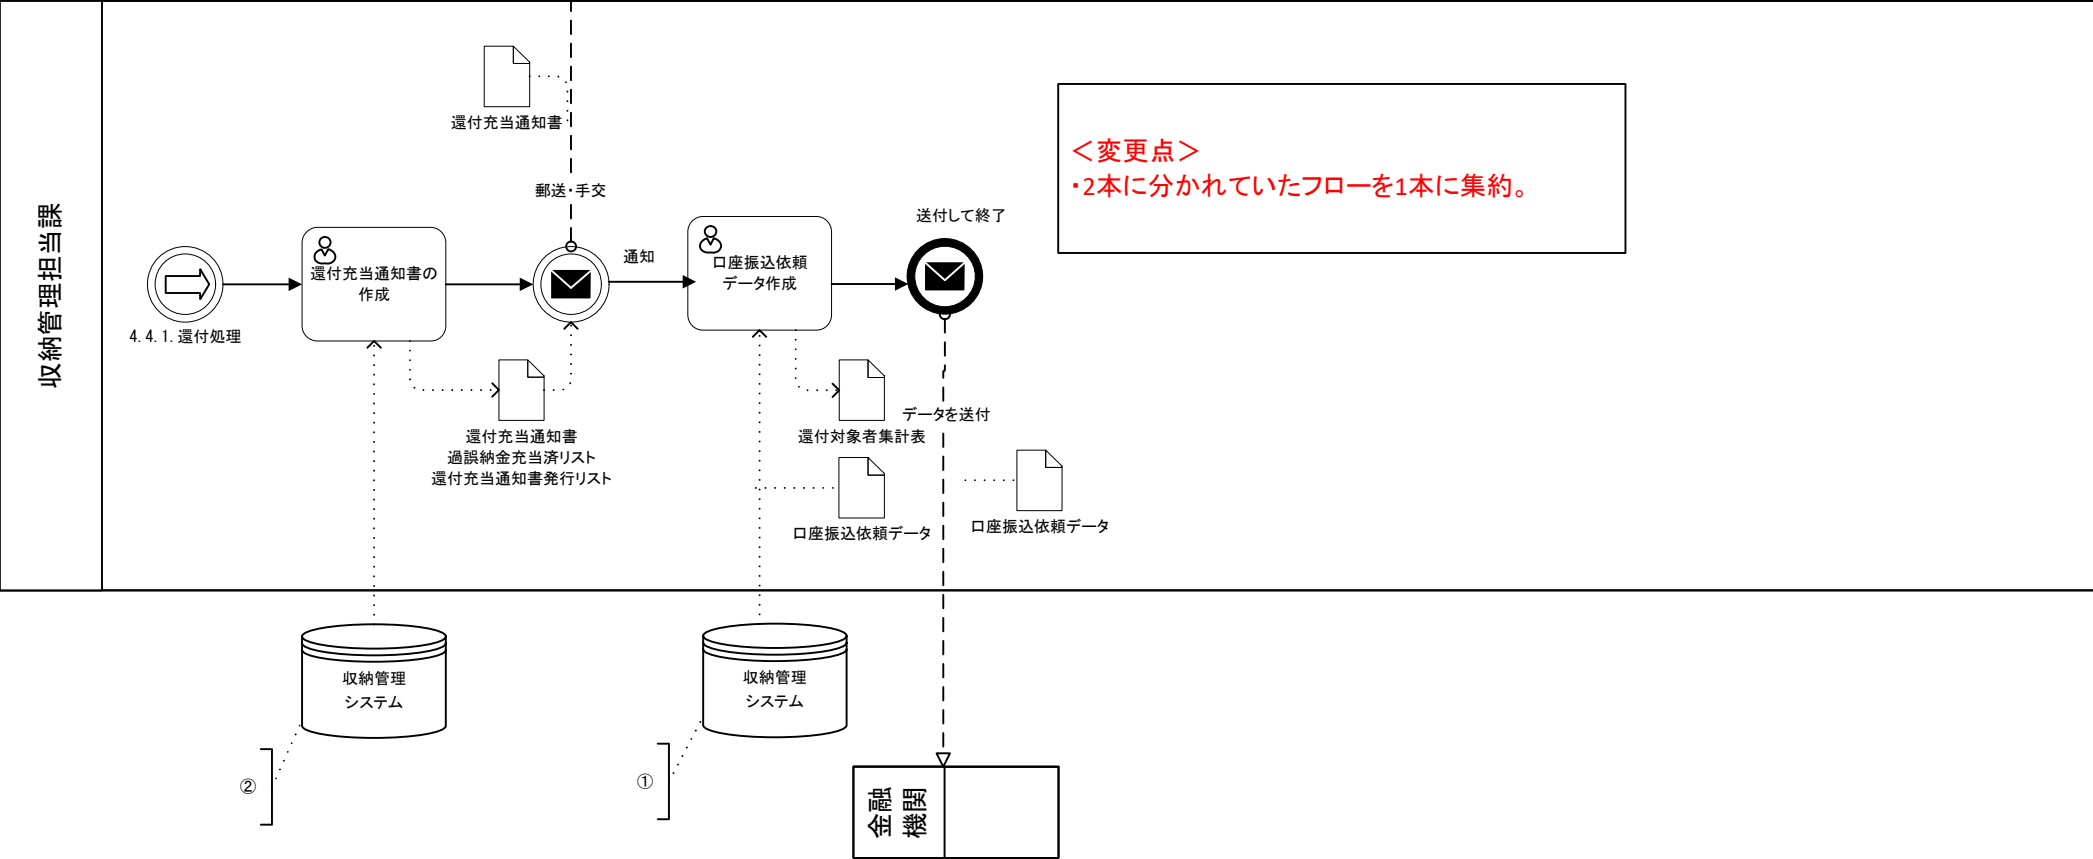 収納管理担当課
還付充当通知書
郵送・手交
4.4.1.還付処理
還付充当通知書の
作成
通知
口座振込依頼
データ作成
送付して終了
<変更点>
・2本に分かれていたフローを1本に集約。
還付充当通知書
過誤納金充当済リスト
還付充当通知書発行リスト
還付対象者集計表
データを送付
口座振込依頼データ
口座振込依頼データ
収納管理
システム
収納管理
システム
②
①
金融
機関